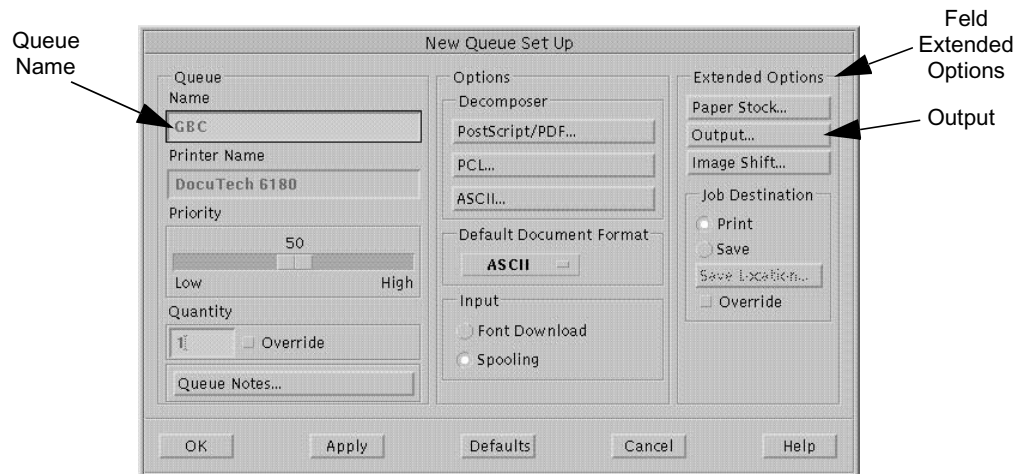 Queue
Name
Feld
Extended
Options
Output
New Queue Set Up
Queue
Name
GBC
Printer Name
DocuTech 6180
Priority
50
Low High
Quantity
1 Override
Queue Notes...
Options
Decomposer
PostScript/PDF...
PCL...
ASCII...
Default Document Format
ASCII
Input
Font Download
Spooling
Extended Options
Paper Stock...
Output...
Image Shift...
Job Destination
Print
Save
Save Location...
Override
OK Apply Defaults Cancel Help